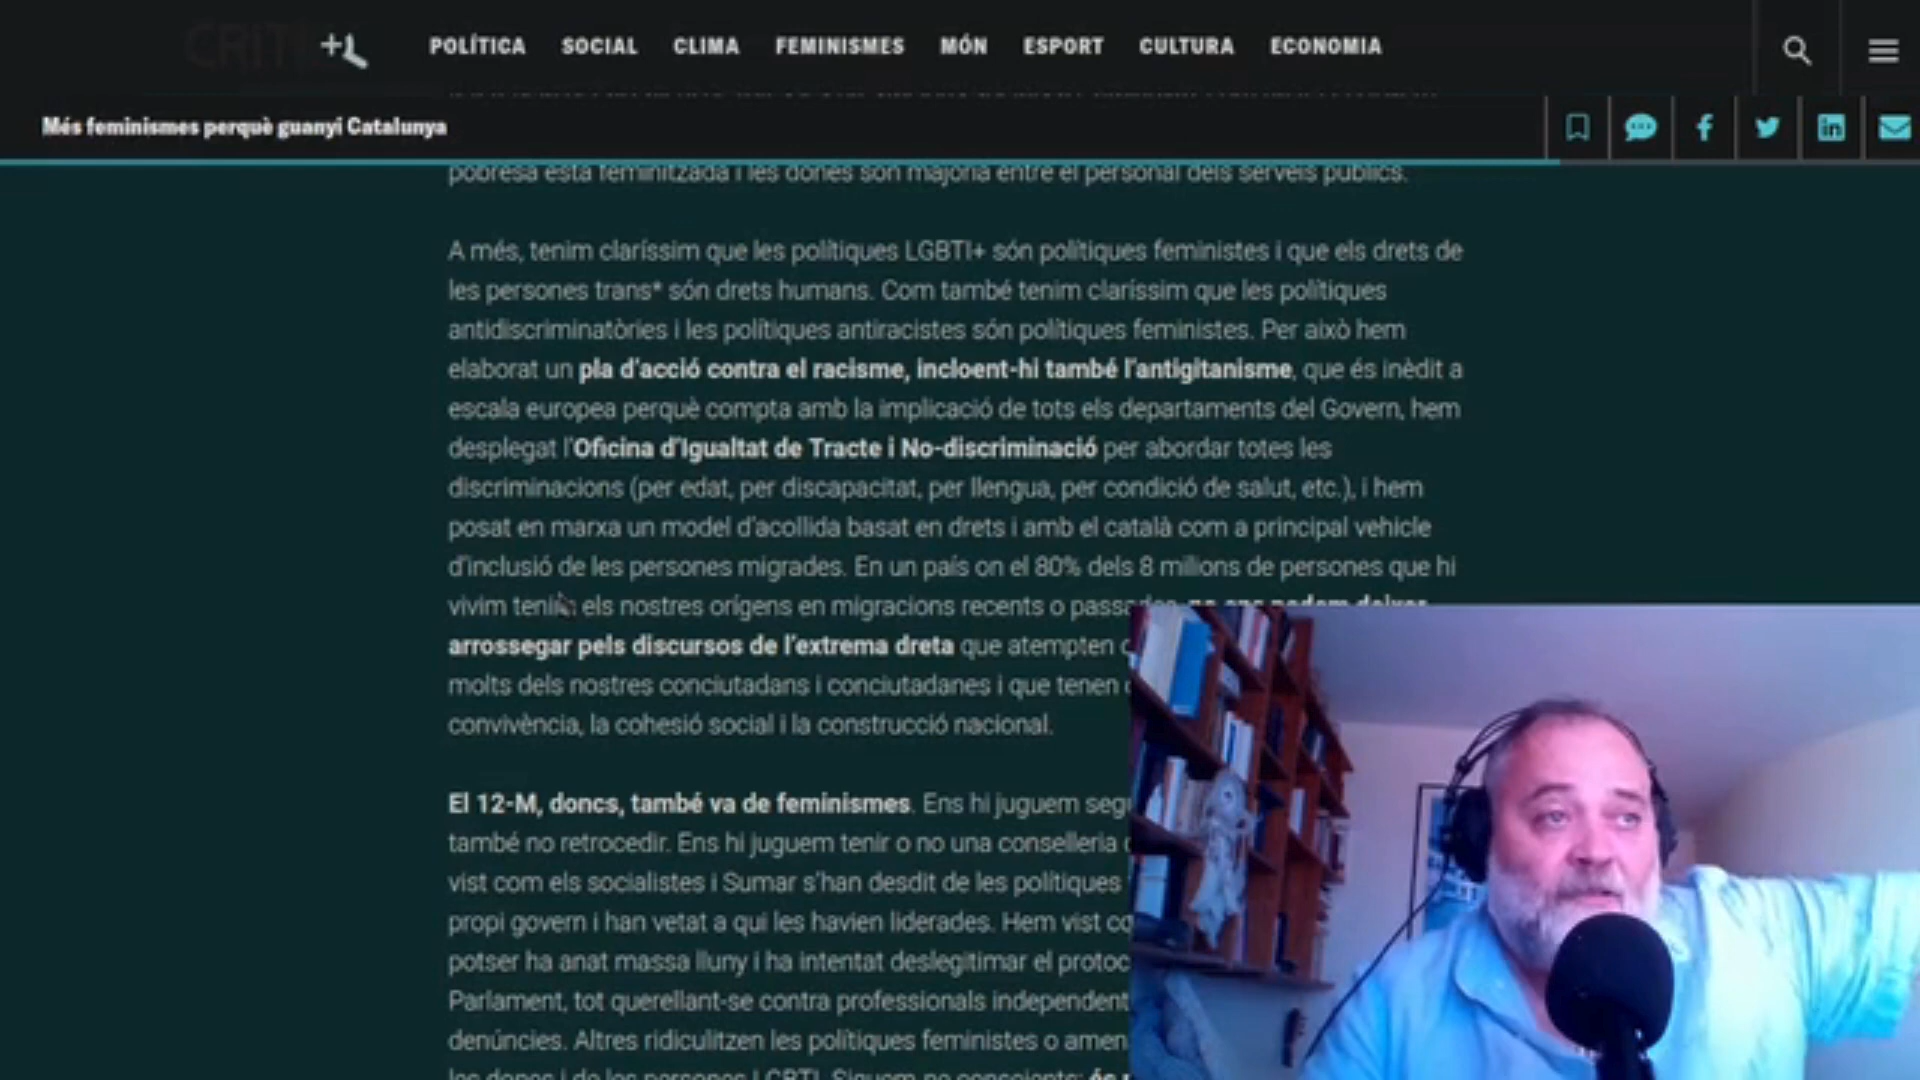 POLÍTICA SOCIAL CLIMA FEMINISMES MÓN ESPORT CULTURA ECONOMIA
Més feminismes perquè guanyi Catalunya
pobresa està feminitzada i les dones són majoria entre el personal dels serveis públics.
A més, tenim claríssim que les polítiques LGBTI+ són polítiques feministes i que els drets de
les persones trans* són drets humans. Com també tenim claríssim que les polítiques
antidiscriminatòries i les polítiques antiracistes són polítiques feministes. Per això hem
elaborat un pla d'acció contra el racisme, incloent-hi també l'antigitanisme, que és inèdit a
escala europea perquè compta amb la implicació de tots els departaments del Govern, hem
desplegat l'Oficina d'Igualtat de Tracte i No-discriminació per abordar totes les
discriminacions (per edat, per discapacitat, per llengua, per condició de salut, etc.), i hem
posat en marxa un model d'acollida basat en drets i amb el català com a principal vehicle
d'inclusió de les persones migrades. En un país on el 80% dels 8 milions de persones que hi
vivim tenim els nostres orígens en migracions recents o
arrossegar pels discursos de l'extrema dreta que atempten
molts dels nostres conciutadans i conciutadanes i que tenen
convivència, la cohesió social i la construcció nacional.
El 12-M, doncs, també va de feminismes. Ens hi juguem
també no retrocedir. Ens hi juguem tenir o no una conselleria
vist com els socialistes i Sumar s'han desdit de les polítiques
propi govern i han vetat a qui les havien liderades. Hem vist
potser ha anat massa lluny i ha intentat deslegitimar el
Parlament, tot querellant-se contra professionals
denúncies. Altres ridiculitzen les polítiques feministes o